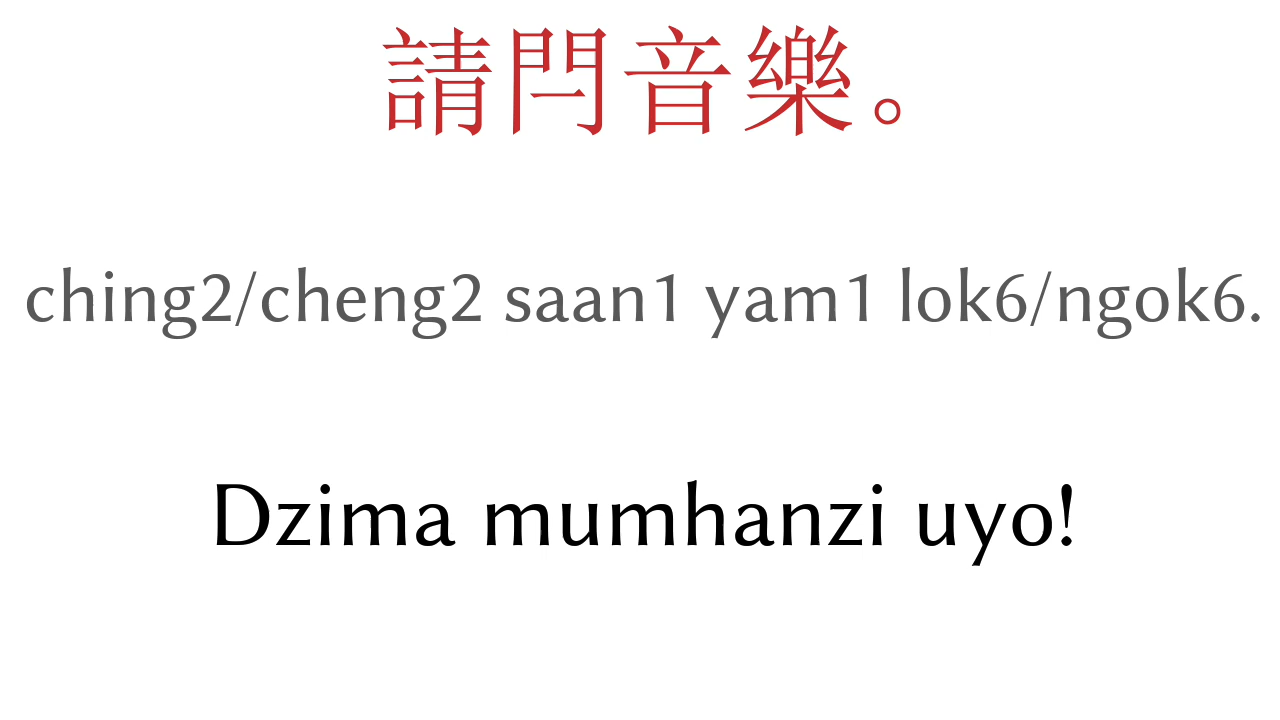 請閂音樂。
ching2/cheng2 saan1 yam1 lok6/ngok6.
Dzima mumhanzi uyo!